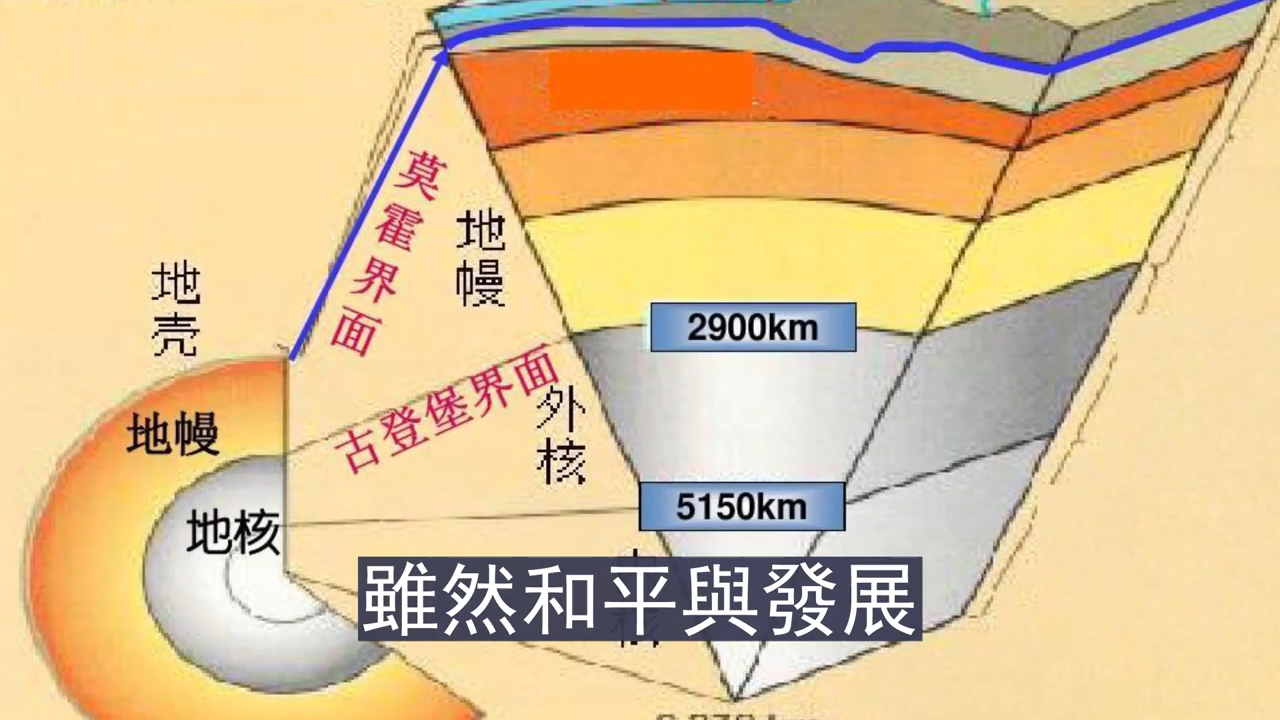 莫霍界面
地幔
地壳
2900km
古登堡界面
外核
地幔
5150km
地核
雖然和平與發展